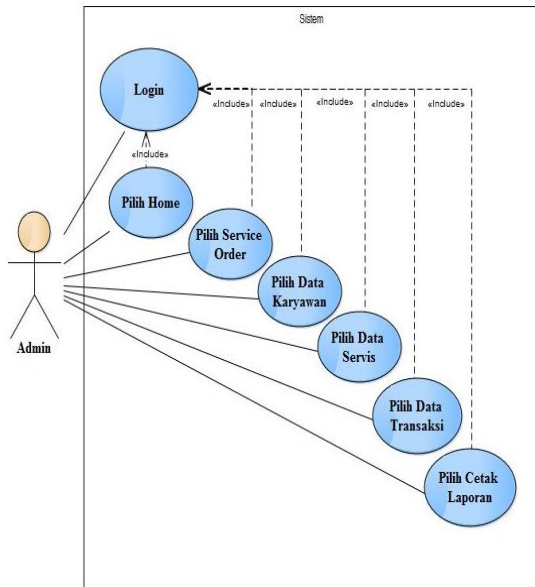 Sistem
Login
«Include»
«Include»
«Include»
«Include»
«Include»
«Include»
Pilih Home
Pilih Service
Order
Pilih Data
Karyawan
Pilih Data
Servis
Admin
Pilih Data
Transaksi
Pilih Cetak
Laporan